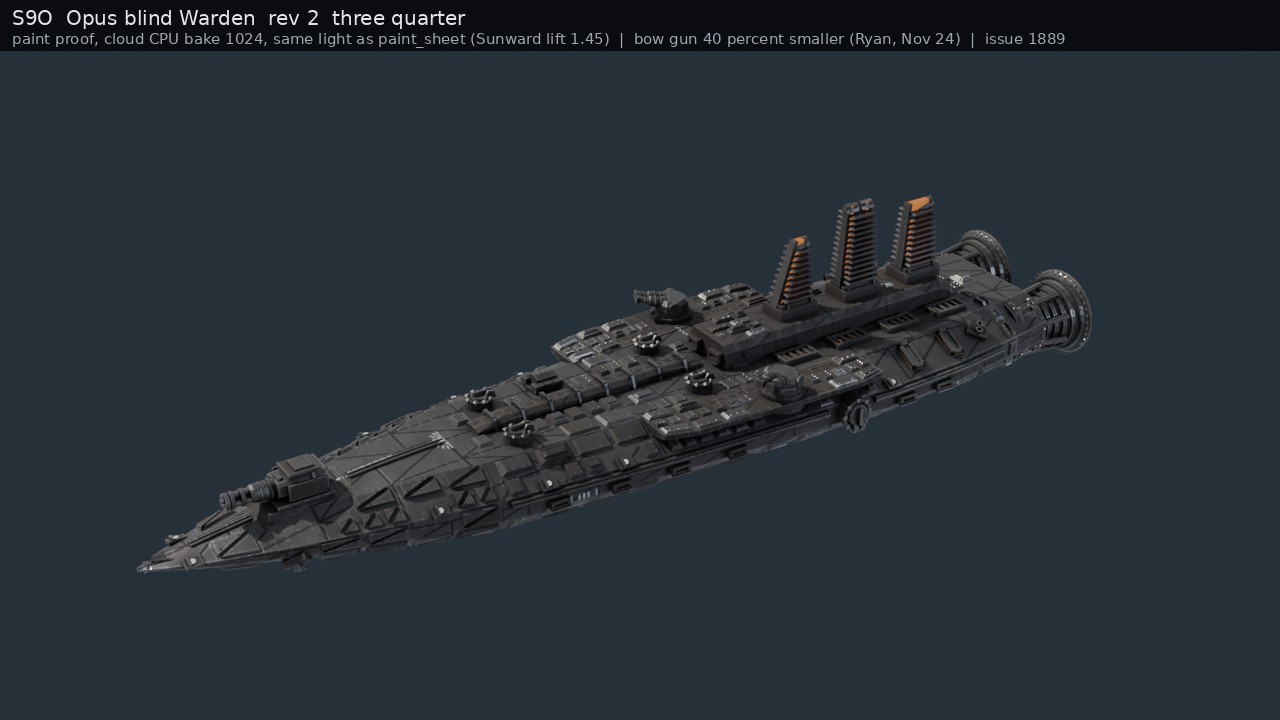 S9O Opus blind Warden rev 2 three quarter
paint proof, cloud CPU bake 1024, same light as paint_sheet (Sunward lift 1.45) | bow gun 40 percent smaller (Ryan, Nov 24) | issue 1889